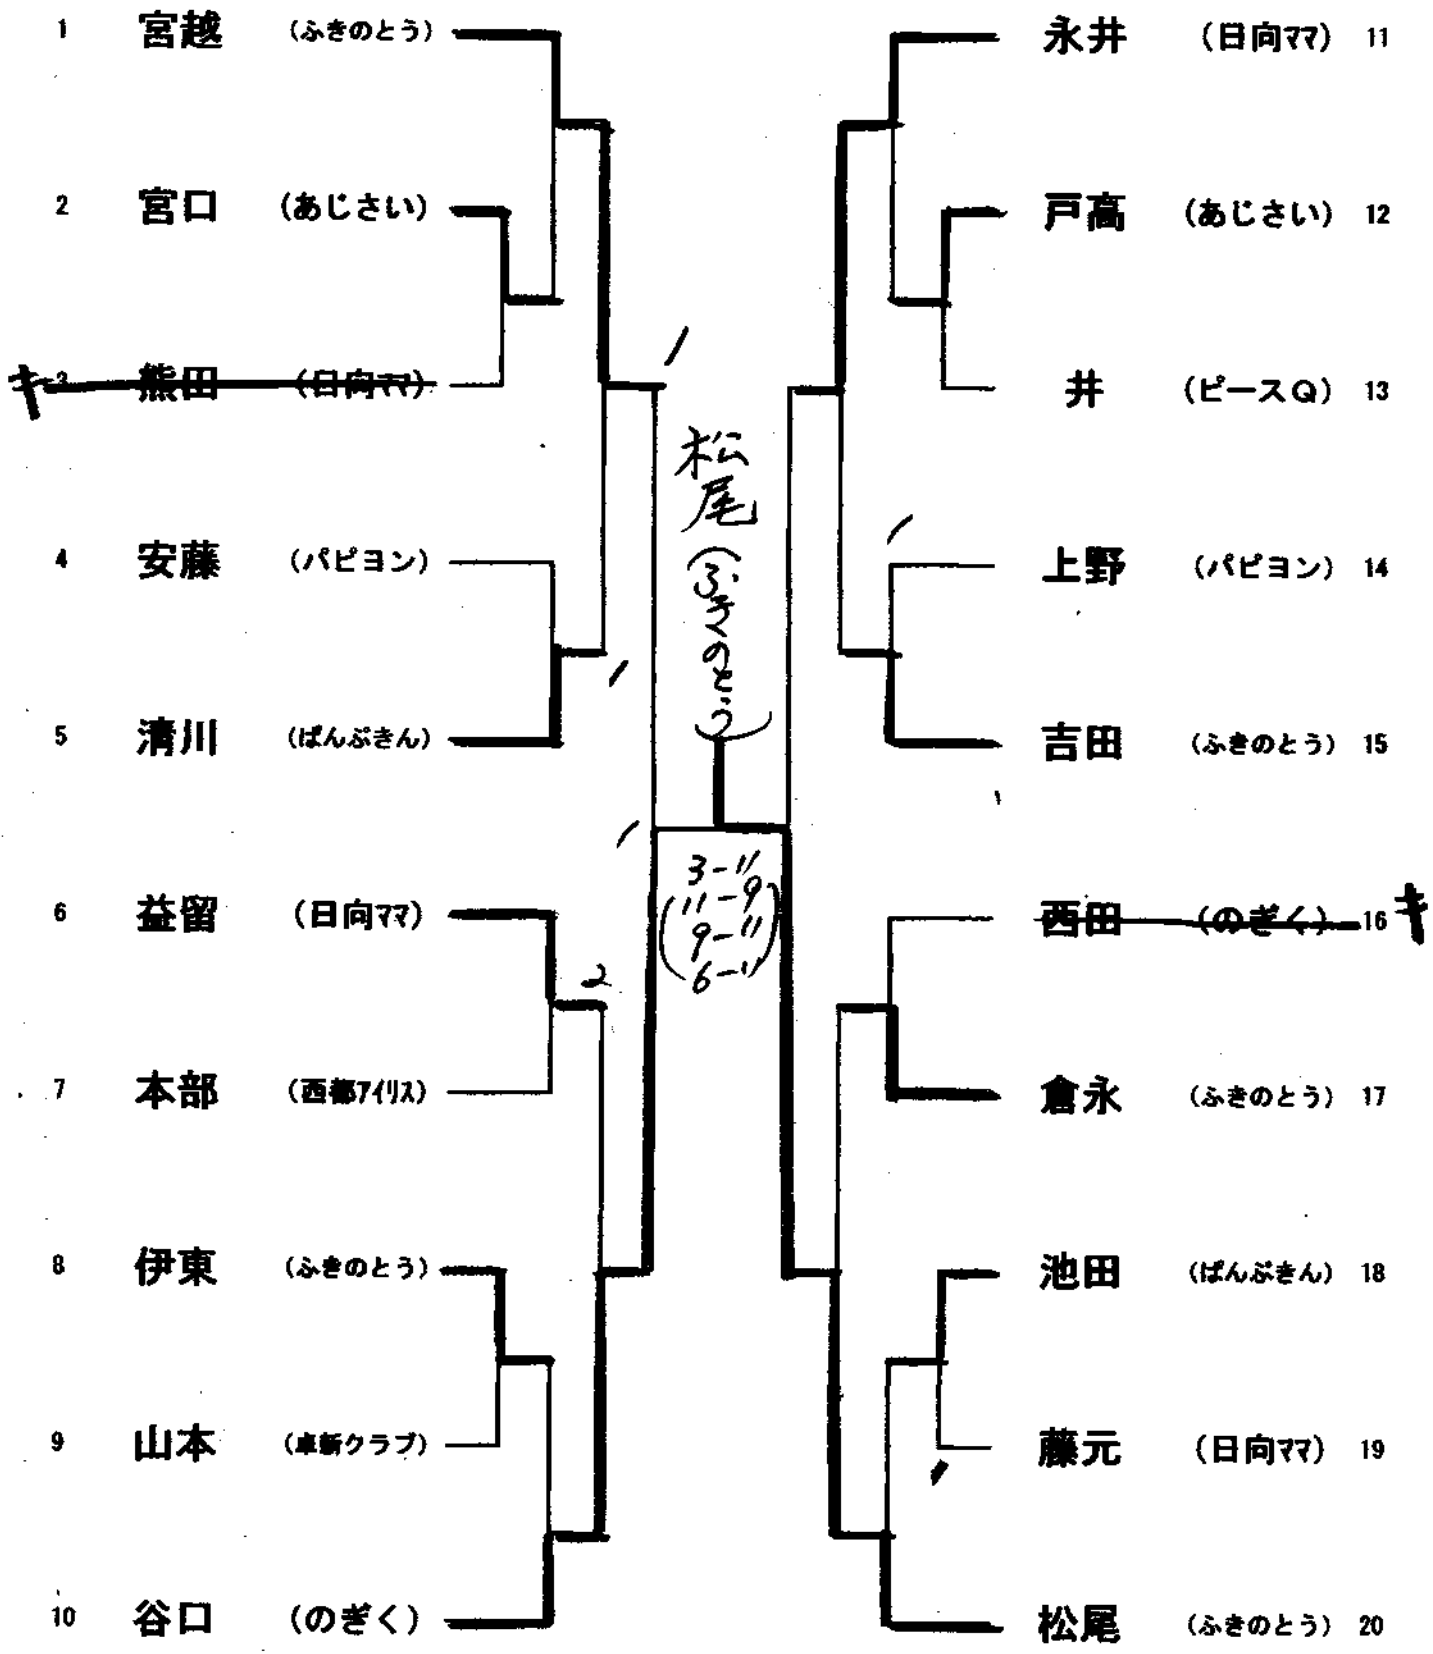 1 宮越 (ふきのとう)
2 宮口 (あじさい)
キ 3 熊田 (日向ママ)
4 安藤 (パピヨン)
5 清川 (ぱんぷきん)
6 益留 (日向ママ)
7 本部 (西都アイリス)
8 伊東 (ふきのとう)
9 山本 (卓新クラブ)
10 谷口 (のぎく)
1
1
1
2
松尾 (ふきのとう)
3-11
11-9
9-11
6-11
永井 (日向ママ) 11
戸高 (あじさい) 12
井 (ピースQ) 13
1
上野 (パピヨン) 14
吉田 (ふきのとう) 15
西田 (のぎく) 16 キ
倉永 (ふきのとう) 17
池田 (ぱんぷきん) 18
藤元 (日向ママ) 19
1
松尾 (ふきのとう) 20